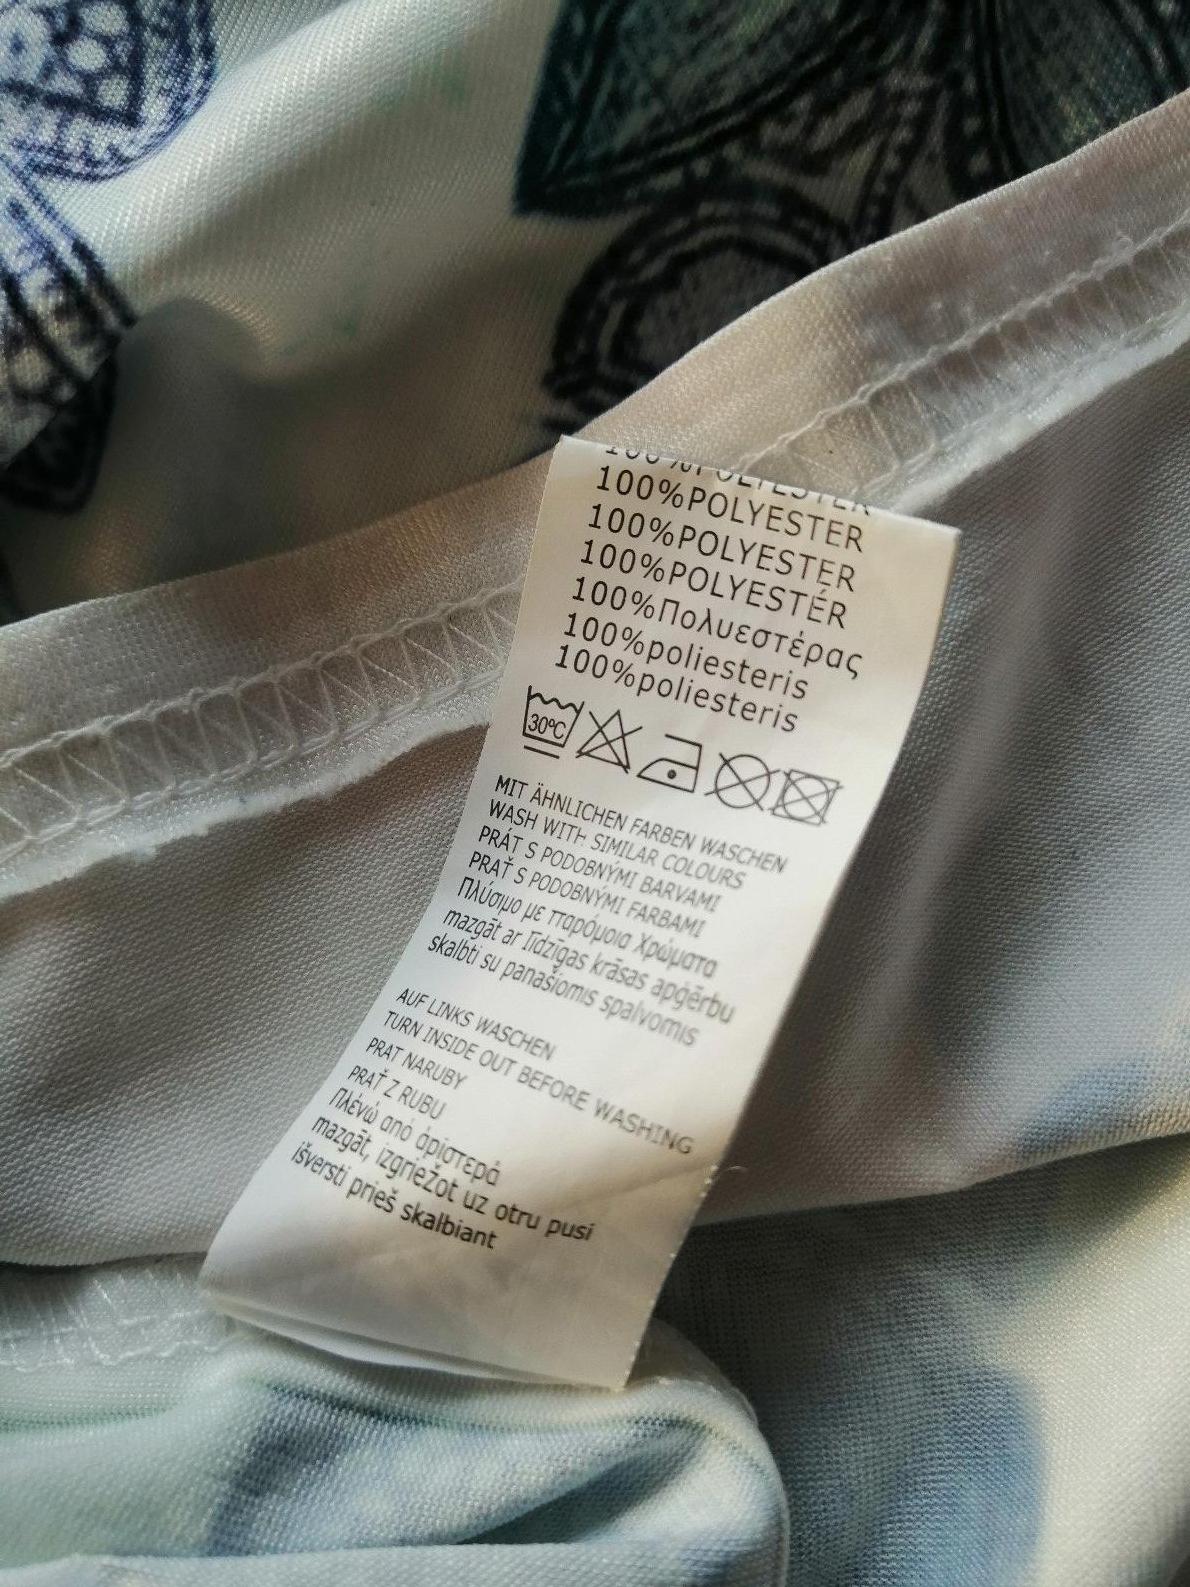 100%POLYESTER
100%POLYESTER
100%POLYESTER
100%POLYESTÉR
100%Πολυεστέρας
100%poliesteris
100%poliesteris
30ºC
MIT ÄHNLICHEN FARBEN WASCHEN
WASH WITH SIMILAR COLOURS
PRÁT S PODOBNÝMI BARVAMI
PRAŤ S PODOBNÝMI FARBAMI
Πλύσιμο με παρόμοια Χρώματα
mazgāt ar līdzīgas krāsas apģērbu
skalbti su panašiomis spalvomis
AUF LINKS WASCHEN
TURN INSIDE OUT BEFORE WASHING
PRAT NARUBY
PRAŤ Z RUBU
Πλένώ από άριστερά
mazgāt, izgriežot uz otru pusi
išversti prieš skalbiant